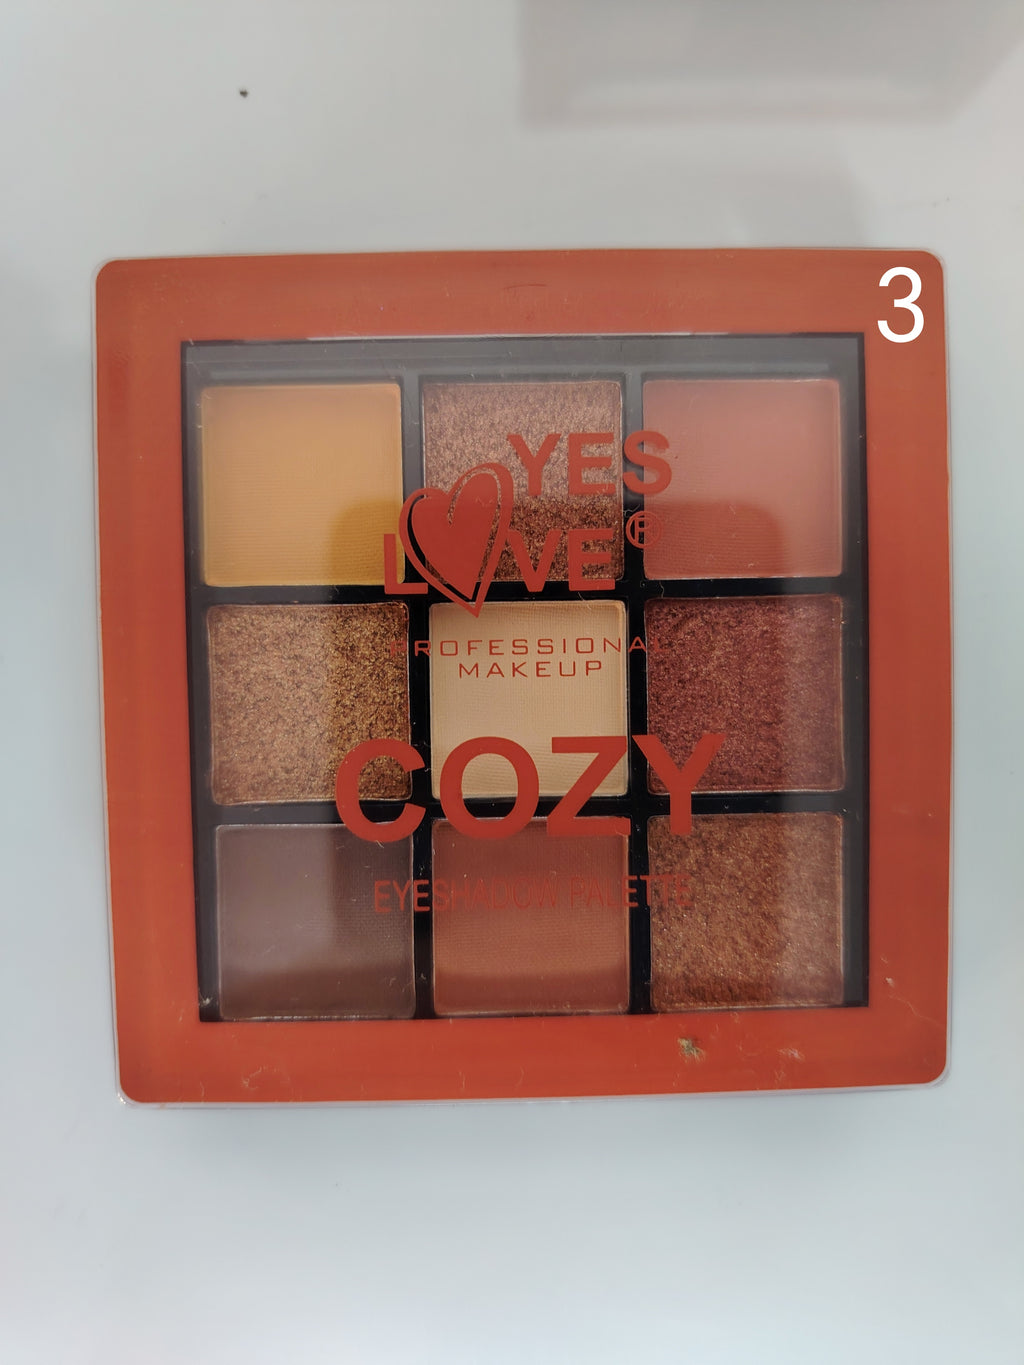 3
YES
LOVE®
PROFESSIONAL
MAKEUP
COZY
EYESHADOW PALETTE